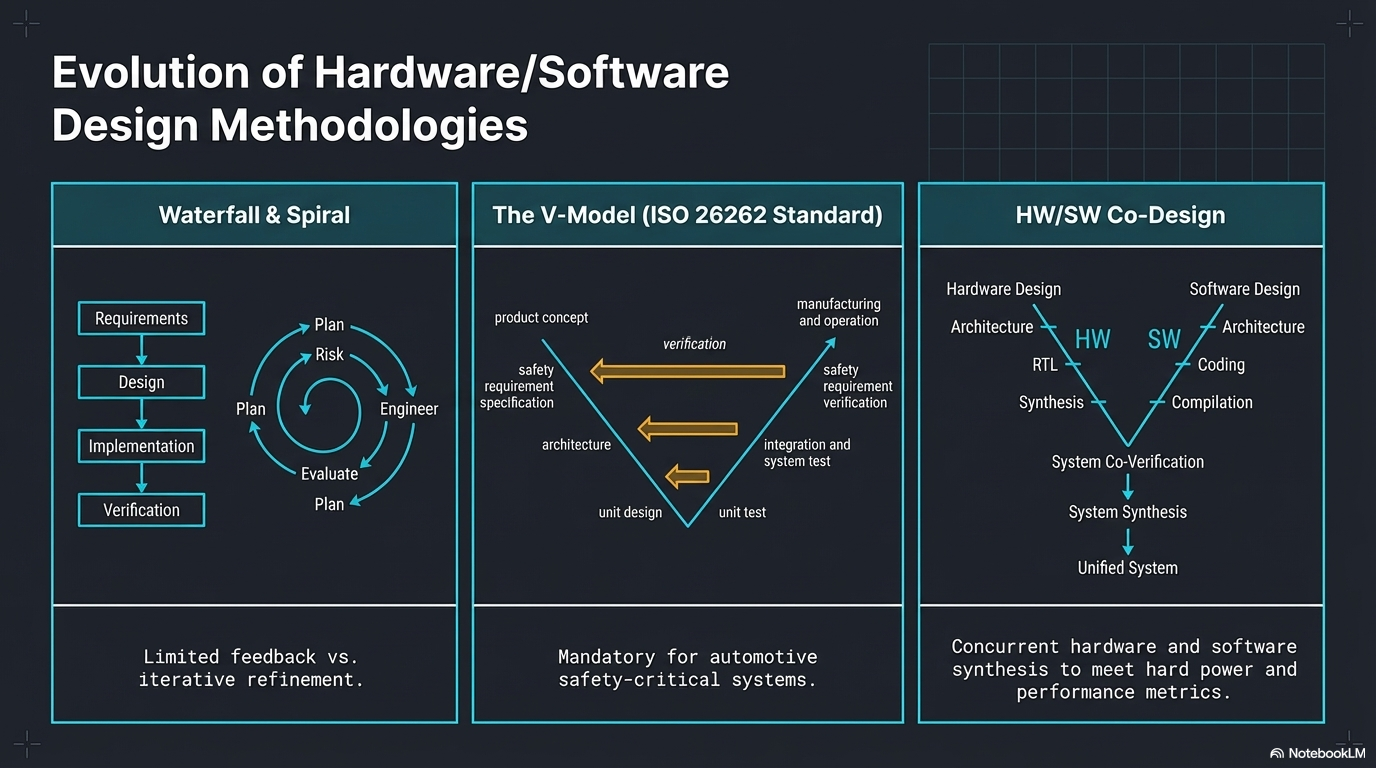 Evolution of Hardware/Software
Design Methodologies
Waterfall & Spiral
Requirements
Design
Implementation
Verification
Plan
Risk
Plan
Engineer
Evaluate
Plan
Limited feedback vs.
iterative refinement.
The V-Model (ISO 26262 Standard)
product concept
manufacturing
and operation
verification
safety
requirement
specification
safety
requirement
verification
architecture
integration and
system test
unit design
unit test
Mandatory for automotive
safety-critical systems.
HW/SW Co-Design
Hardware Design
Software Design
Architecture
HW
SW
Architecture
RTL
Coding
Synthesis
Compilation
System Co-Verification
System Synthesis
Unified System
Concurrent hardware and software
synthesis to meet hard power and
performance metrics.
NotebookLM